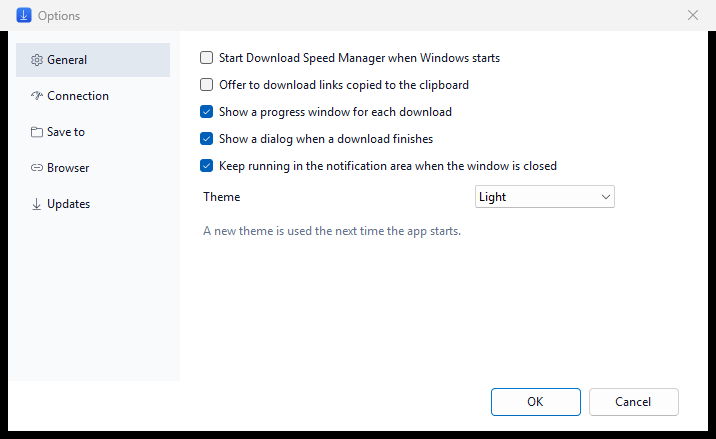 Options
General
Connection
Save to
Browser
Updates
Start Download Speed Manager when Windows starts
Offer to download links copied to the clipboard
Show a progress window for each download
Show a dialog when a download finishes
Keep running in the notification area when the window is closed
Theme
Light
A new theme is used the next time the app starts.
OK
Cancel